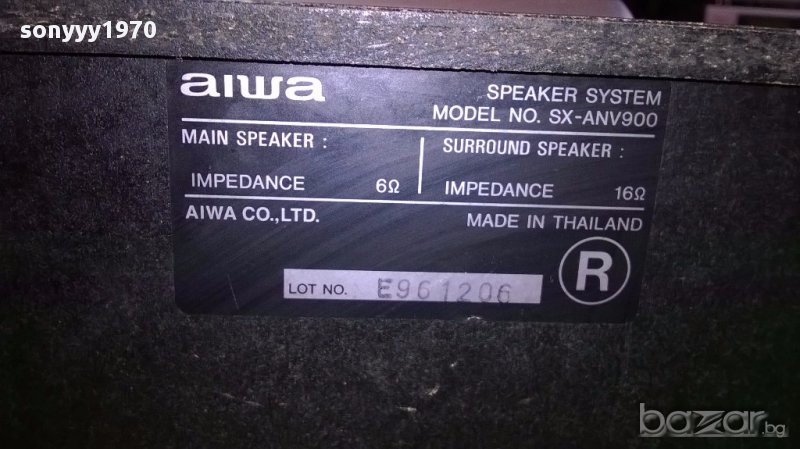 sonyyy1970
aiwa
SPEAKER SYSTEM
MODEL NO. SX-ANV900
MAIN SPEAKER :
IMPEDANCE 6Ω
SURROUND SPEAKER :
IMPEDANCE 16Ω
AIWA CO.,LTD.
MADE IN THAILAND
R
LOT NO. E961206
bazar.bg